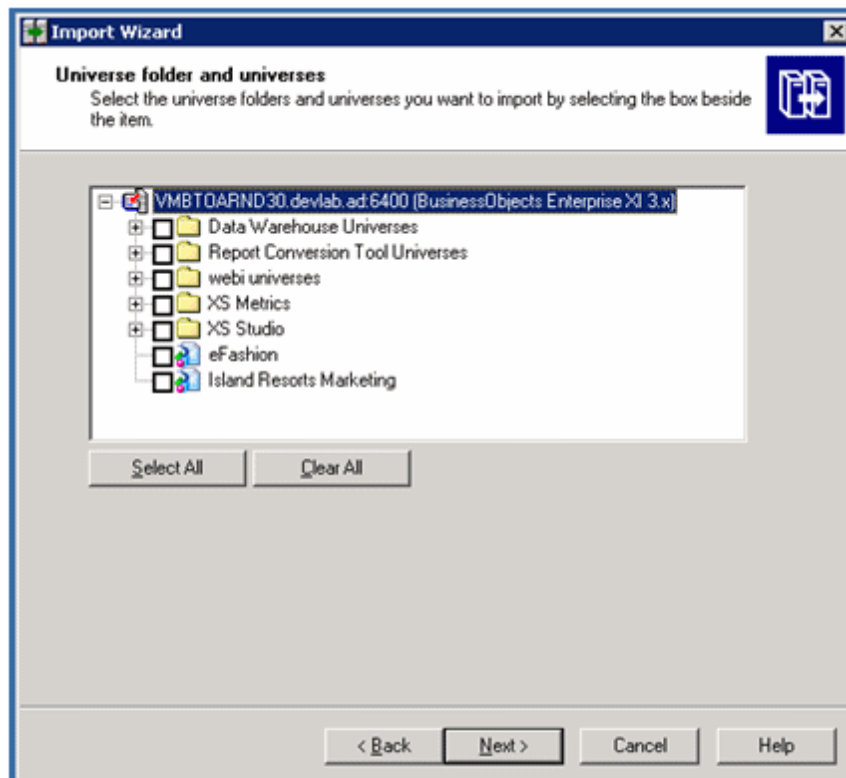 Import Wizard
Universe folder and universes
Select the universe folders and universes you want to import by selecting the box beside
the item.
VMBTOARND30.devlab.ad:6400 (BusinessObjects Enterprise XI 3.x)
Data Warehouse Universes
Report Conversion Tool Universes
webi universes
XS Metrics
XS Studio
eFashion
Island Resorts Marketing
Select All
Clear All
< Back
Next >
Cancel
Help